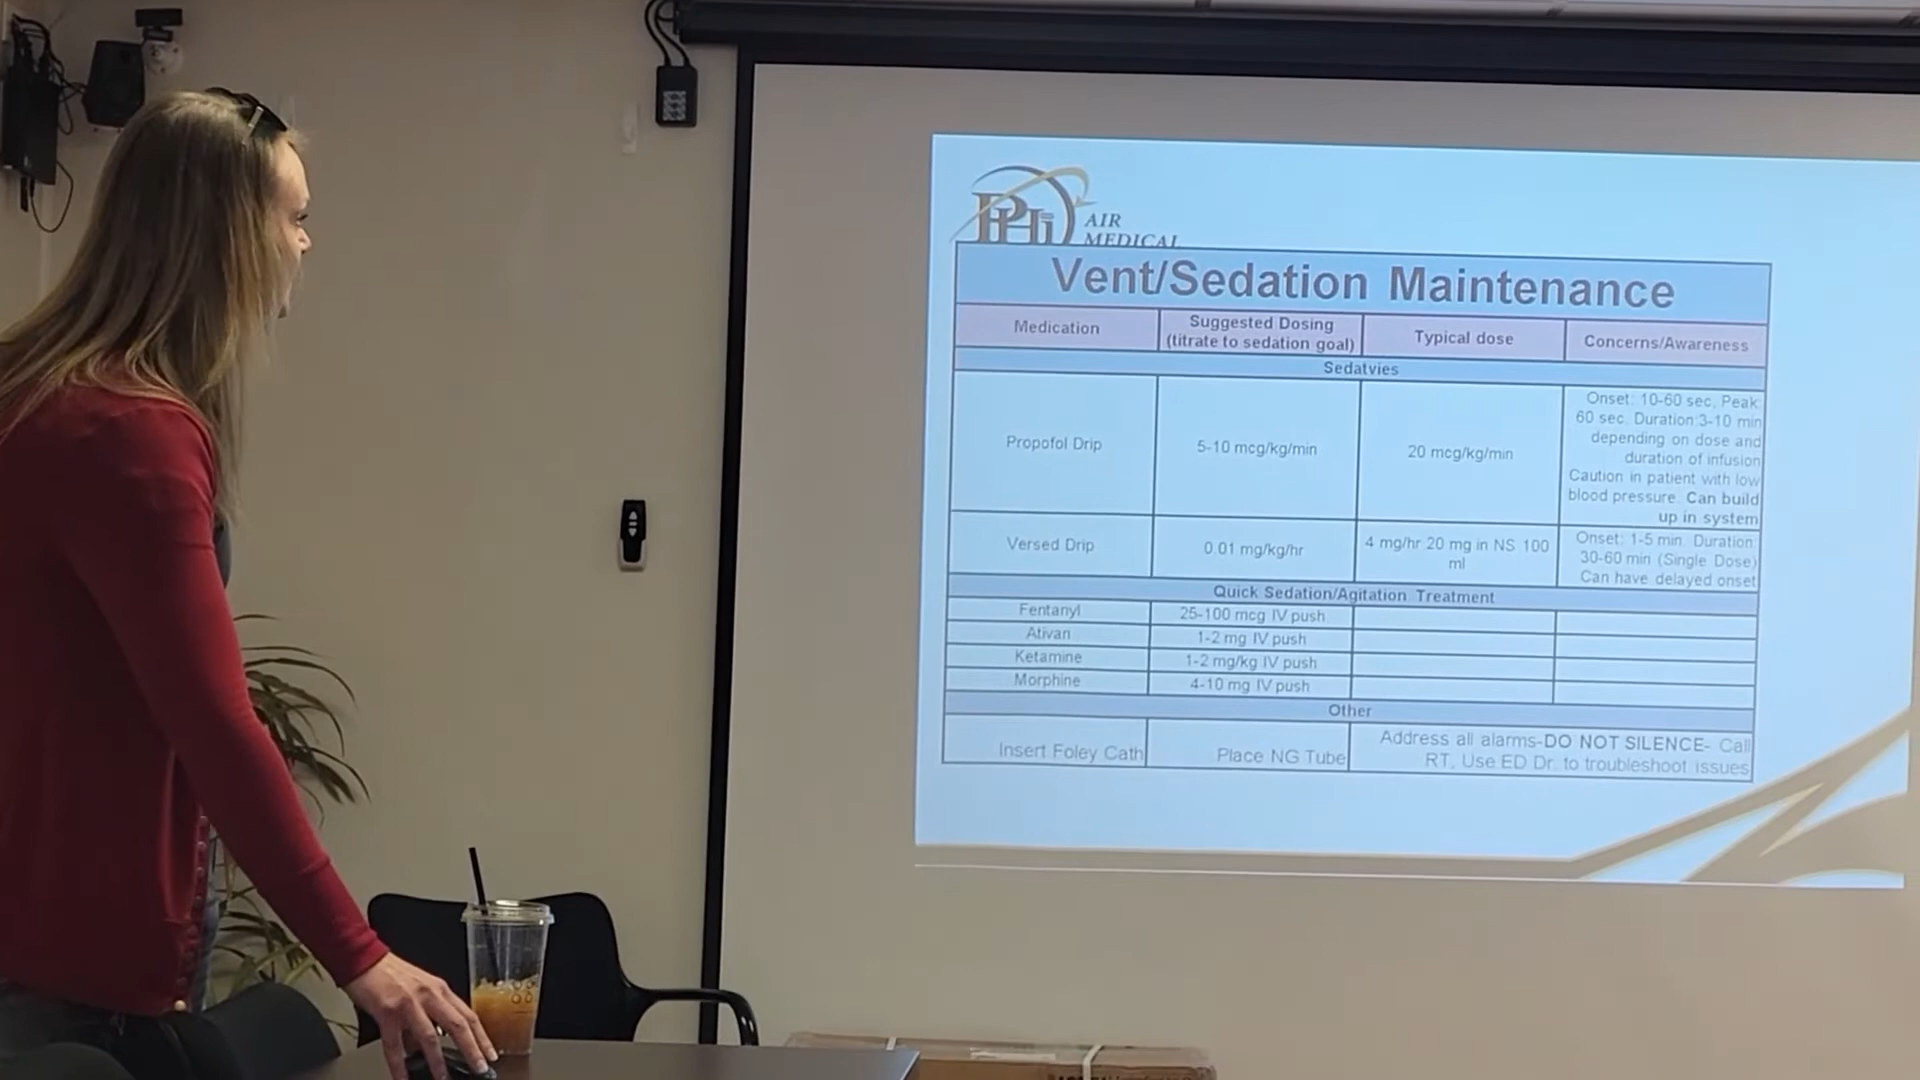 PHi AIR
MEDICAL
Vent/Sedation Maintenance
Medication
Suggested Dosing
(titrate to sedation goal)
Typical dose
Concerns/Awareness
Sedatvies
Propofol Drip
5-10 mcg/kg/min
20 mcg/kg/min
Onset: 10-60 sec, Peak:
60 sec. Duration:3-10 min
depending on dose and
duration of infusion
Caution in patient with low
blood pressure. Can build
up in system
Versed Drip
0.01 mg/kg/hr
4 mg/hr 20 mg in NS 100
ml
Onset: 1-5 min. Duration:
30-60 min (Single Dose)
Can have delayed onset
Quick Sedation/Agitation Treatment
Fentanyl
25-100 mcg IV push
Ativan
1-2 mg IV push
Ketamine
1-2 mg/kg IV push
Morphine
4-10 mg IV push
Other
Insert Foley Cath
Place NG Tube
Address all alarms-DO NOT SILENCE- Call
RT, Use ED Dr. to troubleshoot issues